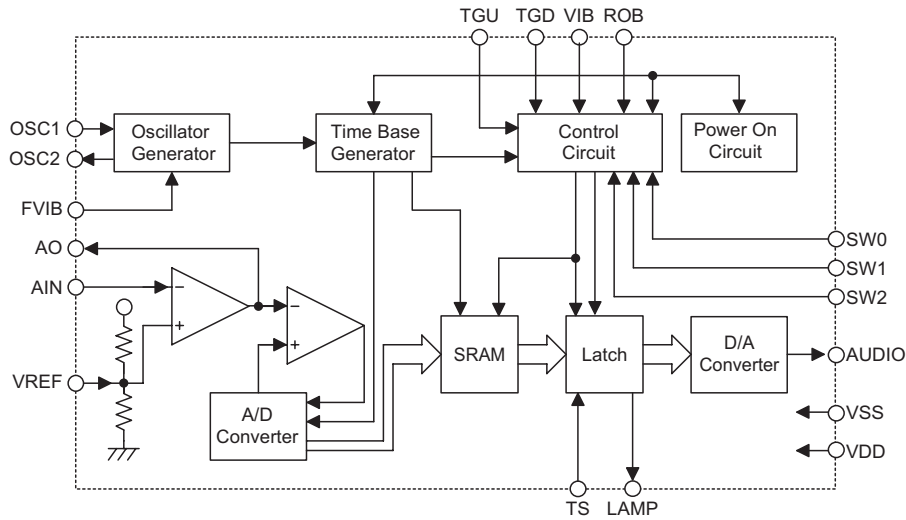 TGU TGD VIB ROB
OSC1
OSC2
FVIB
AO
AIN
VREF
Oscillator
Generator
Time Base
Generator
Control
Circuit
Power On
Circuit
SW0
SW1
SW2
−
+
−
+
A/D
Converter
SRAM
Latch
D/A
Converter
AUDIO
VSS
VDD
TS LAMP